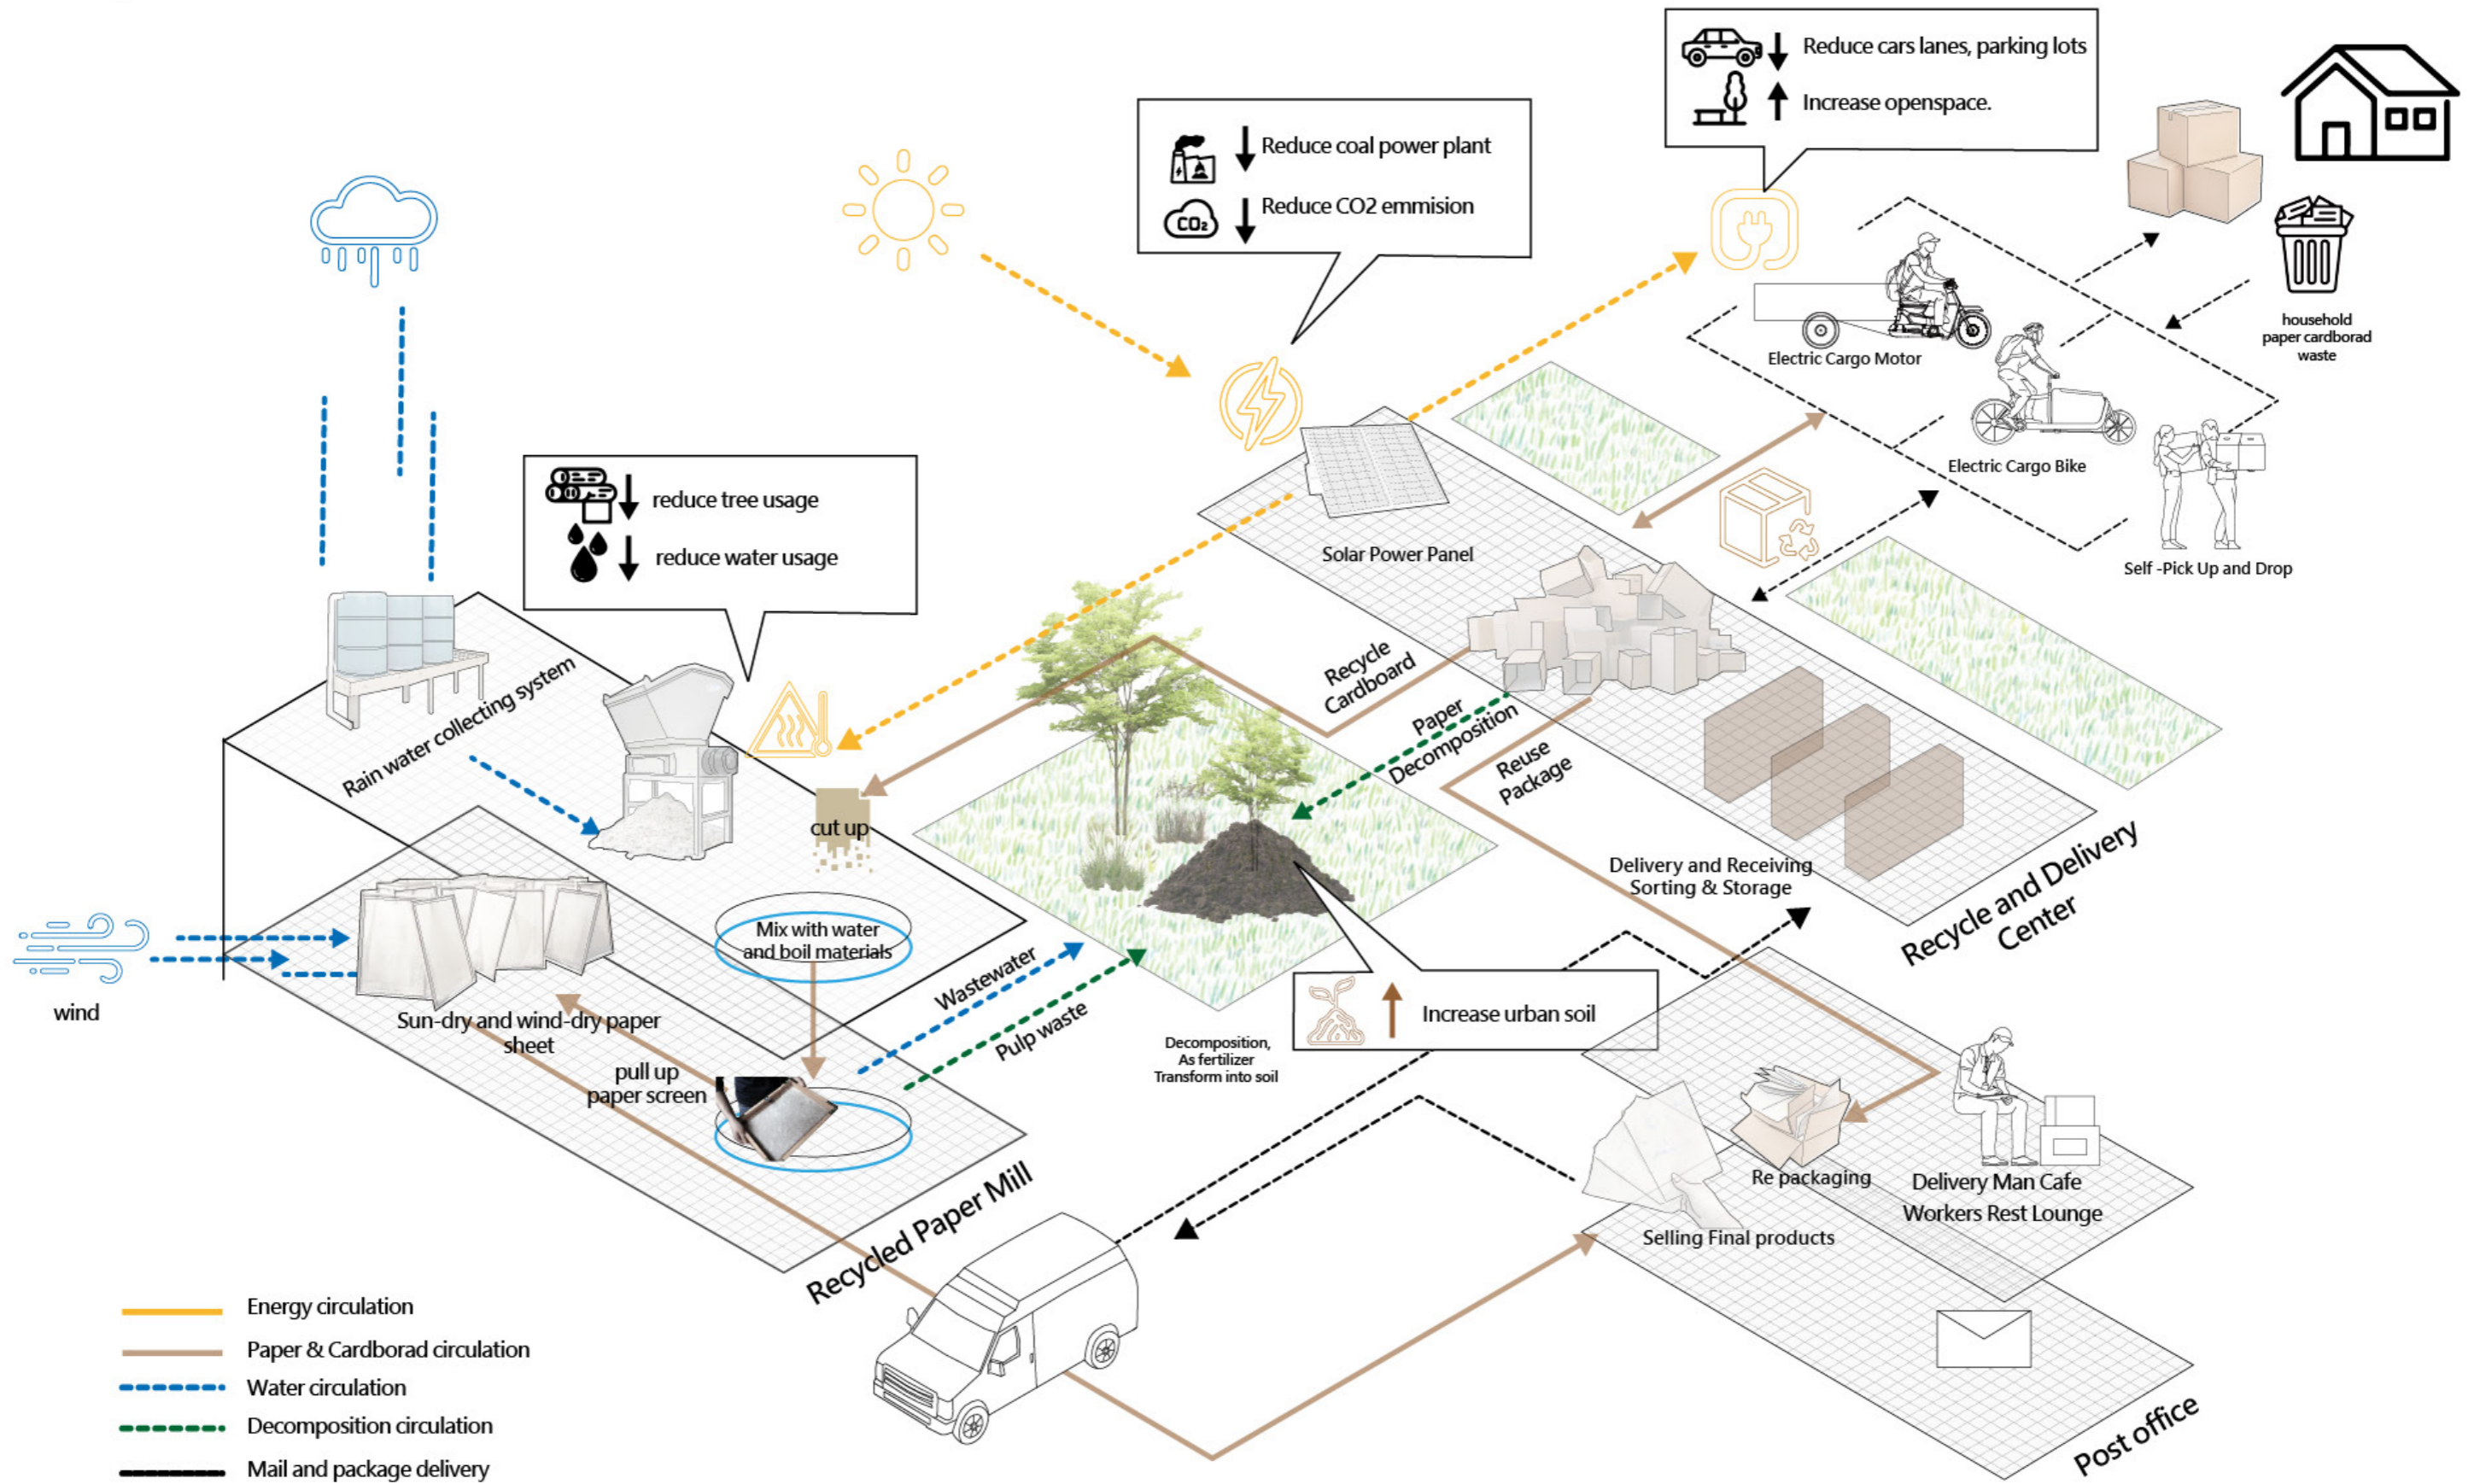 Reduce cars lanes, parking lots
Increase openspace.
Reduce coal power plant
Reduce CO2 emmision
CO₂
household
paper cardborad
waste
Electric Cargo Motor
Electric Cargo Bike
Self -Pick Up and Drop
reduce tree usage
reduce water usage
Solar Power Panel
Rain water collecting system
Recycle
Cardboard
Paper
Decomposition
Reuse
Package
cut up
Delivery and Receiving
Sorting & Storage
Recycle and Delivery
Center
Mix with water
and boil materials
Wastewater
Pulp waste
wind
Sun-dry and wind-dry paper
sheet
pull up
paper screen
Increase urban soil
Decomposition,
As fertilizer
Transform into soil
Re packaging
Delivery Man Cafe
Workers Rest Lounge
Selling Final products
Recycled Paper Mill
Post office
Energy circulation
Paper & Cardborad circulation
Water circulation
Decomposition circulation
Mail and package delivery